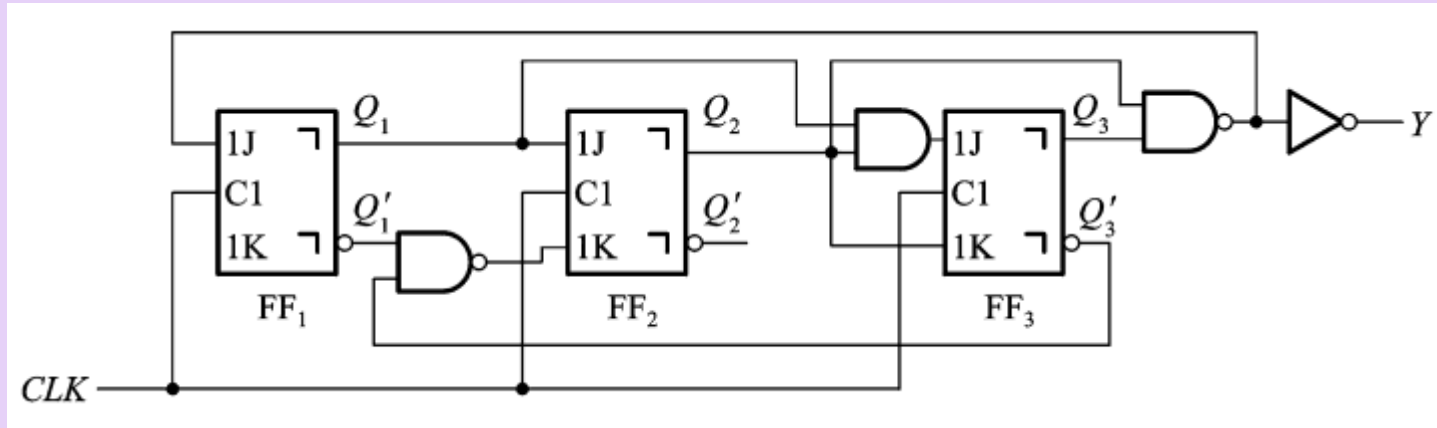 Q₁ Q₂ Q₃
1J 1J 1J Y
C1 C1 C1
Q₁′ Q₂′ Q₃′
1K 1K 1K
FF₁ FF₂ FF₃
CLK